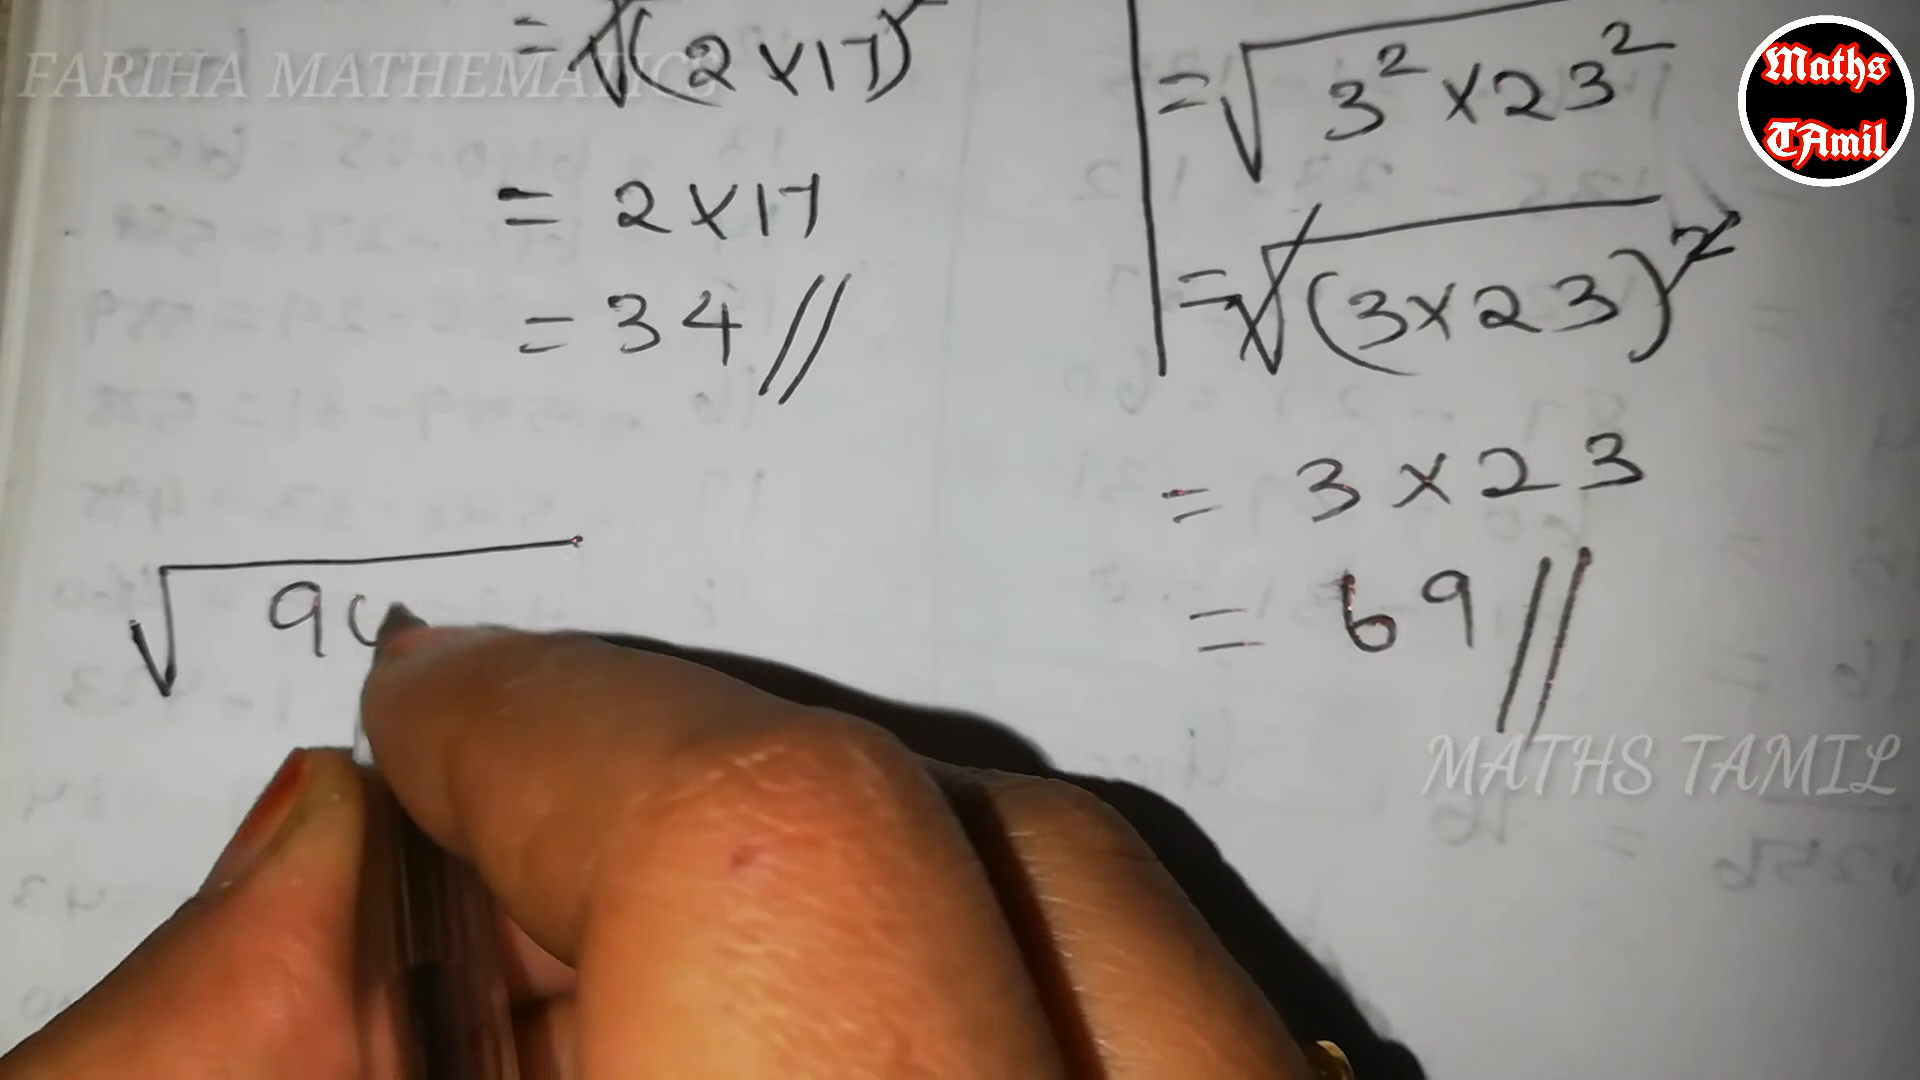 FARIHA MATHEMATICS
= √(2×17)²
= 2×17
= 34 //
= √3²×23²
= √(3×23)²
= 3×23
= 69 //
√9
Maths
TAmil
MATHS TAMIL